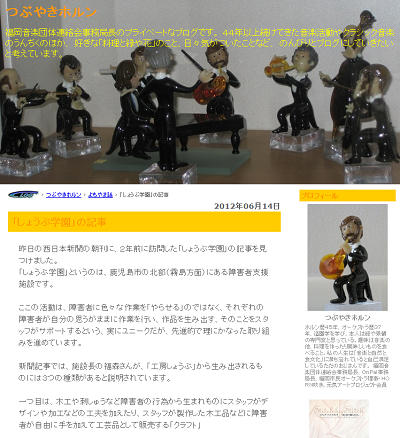 つぶやきホルン
福岡音楽団体連絡会事務局長のプライベートなブログです。44年以上続けてきた音楽活動やクラシック音楽
のうんちくのほか、好きな「料理と緑や花」のこと、日々気がついたことなど、のんびりとブログにしていきたい
と考えています。
つぶやきホルン > よもやま話 > 「しょうぶ学園」の記事
2012年06月14日
「しょうぶ学園」の記事
昨日の西日本新聞の朝刊に、2年前に訪問した「しょうぶ学園」の記事を見
つけました。
「しょうぶ学園」というのは、鹿児島市の北部(霧島方面)にある障害者支援
施設です。
ここの活動は、障害者に色々な作業を「やらせる」のではなく、それぞれの
障害者が自分の思うがままに作業を行い、作品を生み出す、そのことをスタ
ッフがサポートするという、実にユニークだが、先進的で理にかなった取り組
みを進めています。
新聞記事では、施設長の福森さんが、「工房しょうぶ」から生み出されるも
のには3つの種類があると説明されています。
一つ目は、木工や刺しゅうなど障害者の行為から生まれものにスタッフがデ
ザインや加工などの工夫を加えたり、スタッフが製作した木工品などに障害
者が自由に手を加えて工芸品として販売する「クラフト」
プロフィール
つぶやきホルン